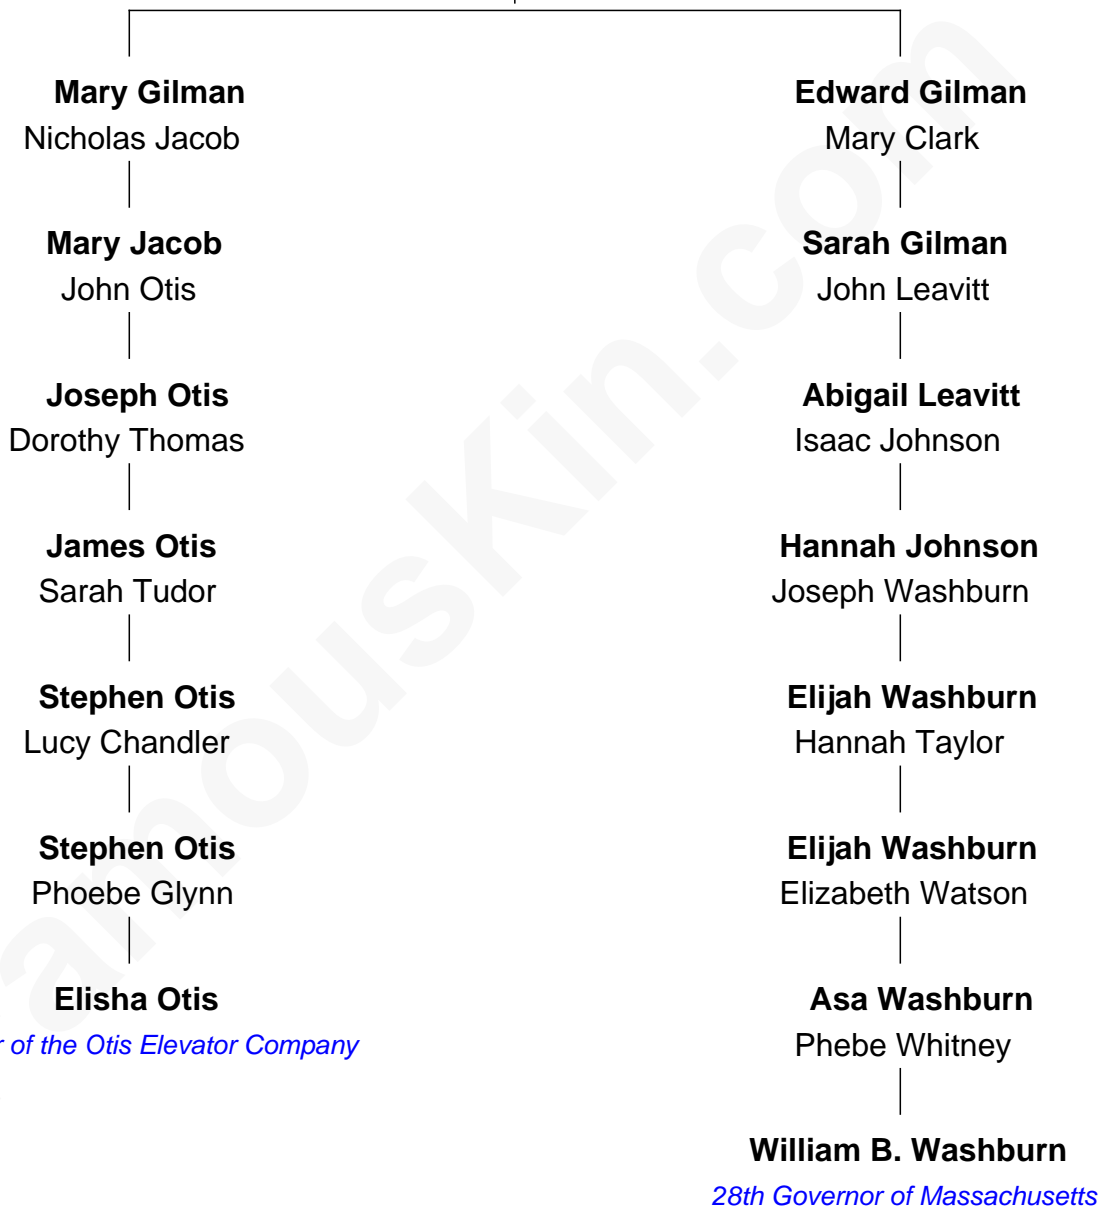 Mary Gilman
Nicholas Jacob
Mary Jacob
John Otis
Joseph Otis
Dorothy Thomas
James Otis
Sarah Tudor
Stephen Otis
Lucy Chandler
Stephen Otis
Phoebe Glynn
Elisha Otis
r of the Otis Elevator Company
Edward Gilman
Mary Clark
Sarah Gilman
John Leavitt
Abigail Leavitt
Isaac Johnson
Hannah Johnson
Joseph Washburn
Elijah Washburn
Hannah Taylor
Elijah Washburn
Elizabeth Watson
Asa Washburn
Phebe Whitney
William B. Washburn
28th Governor of Massachusetts
amouskin.com